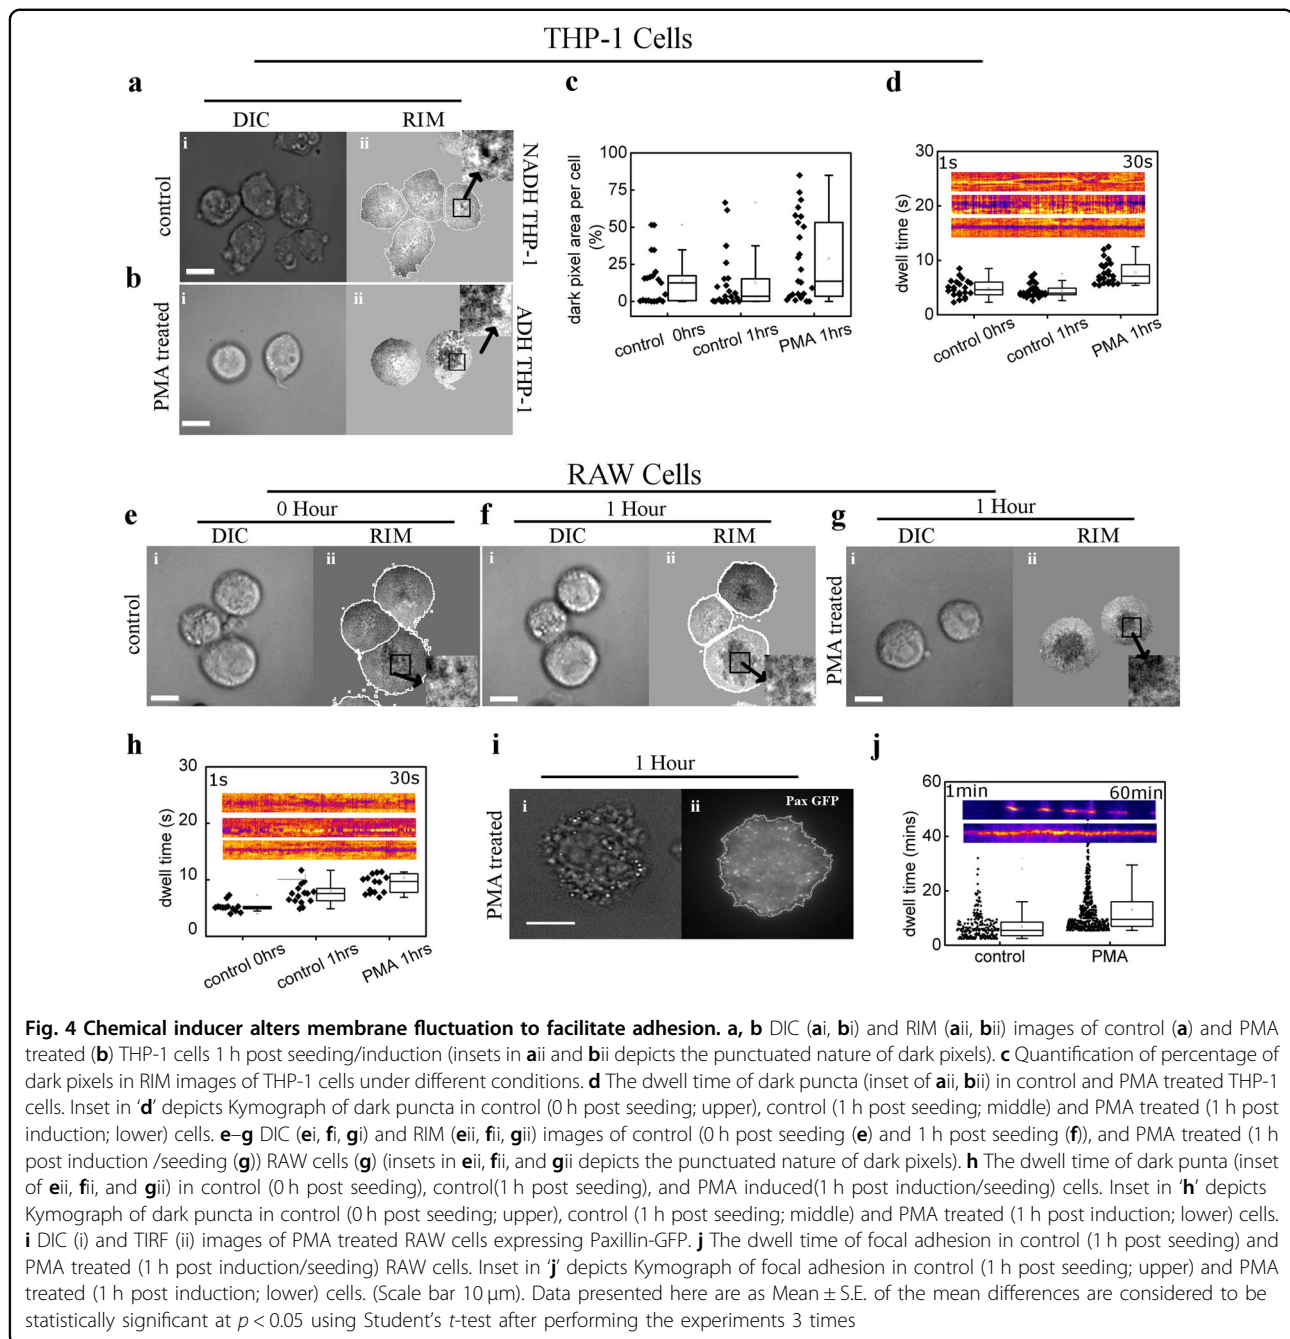 THP-1 Cells
a
DIC
RIM
i
ii
control
NADH THP-1
b
i
ii
PMA treated
ADH THP-1
c
dark pixel area per cell
(%)
100
75
50
25
0
control 0hrs
control 1hrs
PMA 1hrs
d
dwell time (s)
30
20
10
0
1s
30s
control 0hrs
control 1hrs
PMA 1hrs
RAW Cells
e
0 Hour
DIC
RIM
i
ii
control
f
1 Hour
DIC
RIM
i
ii
g
1 Hour
DIC
RIM
i
ii
PMA treated
h
dwell time (s)
30
20
10
0
1s
30s
control 0hrs
control 1hrs
PMA 1hrs
i
1 Hour
i
ii
Pax GFP
PMA treated
j
dwell time (mins)
60
40
20
0
1min
60min
control
PMA
Fig. 4 Chemical inducer alters membrane fluctuation to facilitate adhesion. a, b DIC (ai, bi) and RIM (aii, bii) images of control (a) and PMA
treated (b) THP-1 cells 1 h post seeding/induction (insets in aii and bii depicts the punctuated nature of dark pixels). c Quantification of percentage of
dark pixels in RIM images of THP-1 cells under different conditions. d The dwell time of dark puncta (inset of aii, bii) in control and PMA treated THP-1
cells. Inset in ‘d’ depicts Kymograph of dark puncta in control (0 h post seeding; upper), control (1 h post seeding; middle) and PMA treated (1 h post
induction; lower) cells. e–g DIC (ei, fi, gi) and RIM (eii, fii, gii) images of control (0 h post seeding (e) and 1 h post seeding (f)), and PMA treated (1 h
post induction /seeding (g)) RAW cells (g) (insets in eii, fii, and gii depicts the punctuated nature of dark pixels). h The dwell time of dark punta (inset
of eii, fii, and gii) in control (0 h post seeding), control(1 h post seeding), and PMA induced(1 h post induction/seeding) cells. Inset in ‘h’ depicts
Kymograph of dark puncta in control (0 h post seeding; upper), control (1 h post seeding; middle) and PMA treated (1 h post induction; lower) cells.
i DIC (i) and TIRF (ii) images of PMA treated RAW cells expressing Paxillin-GFP. j The dwell time of focal adhesion in control (1 h post seeding) and
PMA treated (1 h post induction/seeding) RAW cells. Inset in ‘j’ depicts Kymograph of focal adhesion in control (1 h post seeding; upper) and PMA
treated (1 h post induction; lower) cells. (Scale bar 10 μm). Data presented here are as Mean ± S.E. of the mean differences are considered to be
statistically significant at p < 0.05 using Student’s t-test after performing the experiments 3 times